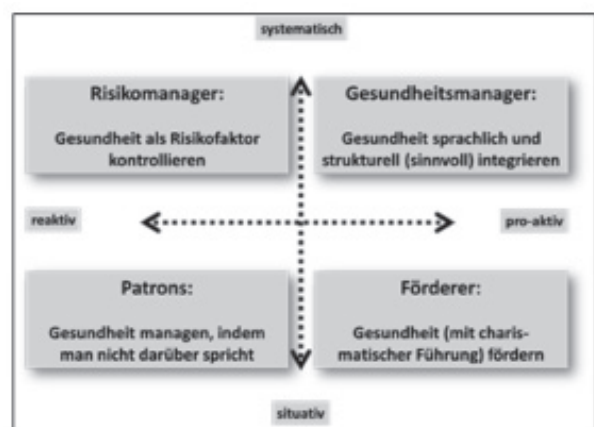 systematisch
Risikomanager:
Gesundheit als Risikofaktor
kontrollieren
Gesundheitsmanager:
Gesundheit sprachlich und
strukturell (sinnvoll) integrieren
reaktiv
pro-aktiv
Patrons:
Gesundheit managen, indem
man nicht darüber spricht
Förderer:
Gesundheit (mit charis-
matischer Führung) fördern
situativ